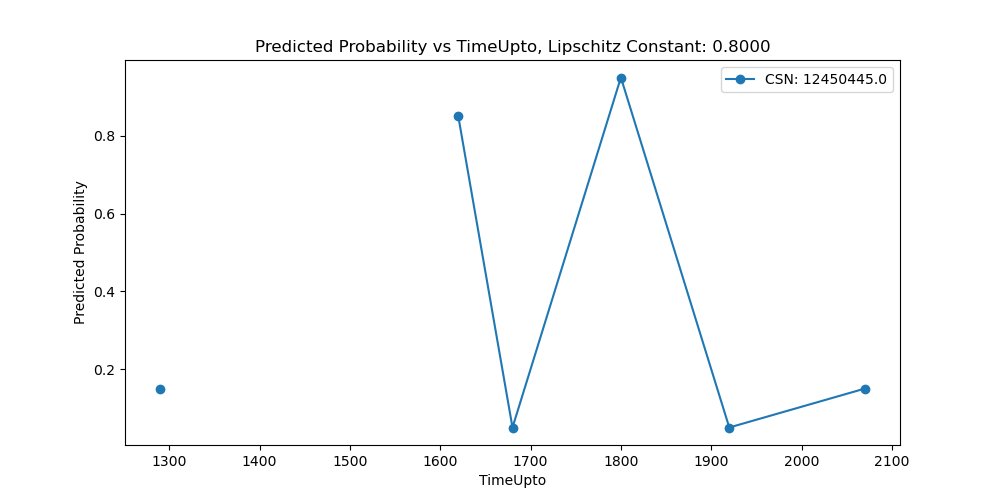 Predicted Probability vs TimeUpto, Lipschitz Constant: 0.8000
CSN: 12450445.0
Predicted Probability
0.8
0.6
0.4
0.2
1300 1400 1500 1600 1700 1800 1900 2000 2100
TimeUpto